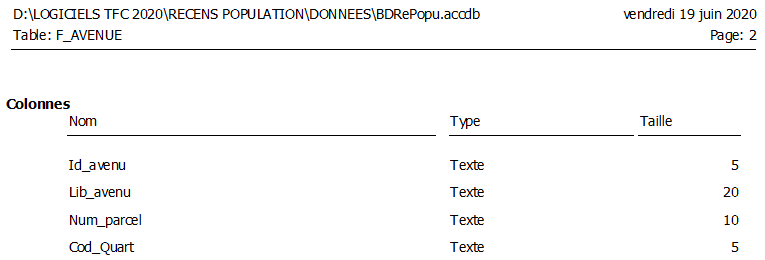 D:\LOGICIELS TFC 2020\RECENS POPULATION\DONNEES\BDRePopu.accdb vendredi 19 juin 2020
Table: F_AVENUE Page: 2
Colonnes
Nom Type Taille
Id_avenu Texte 5
Lib_avenu Texte 20
Num_parcel Texte 10
Cod_Quart Texte 5